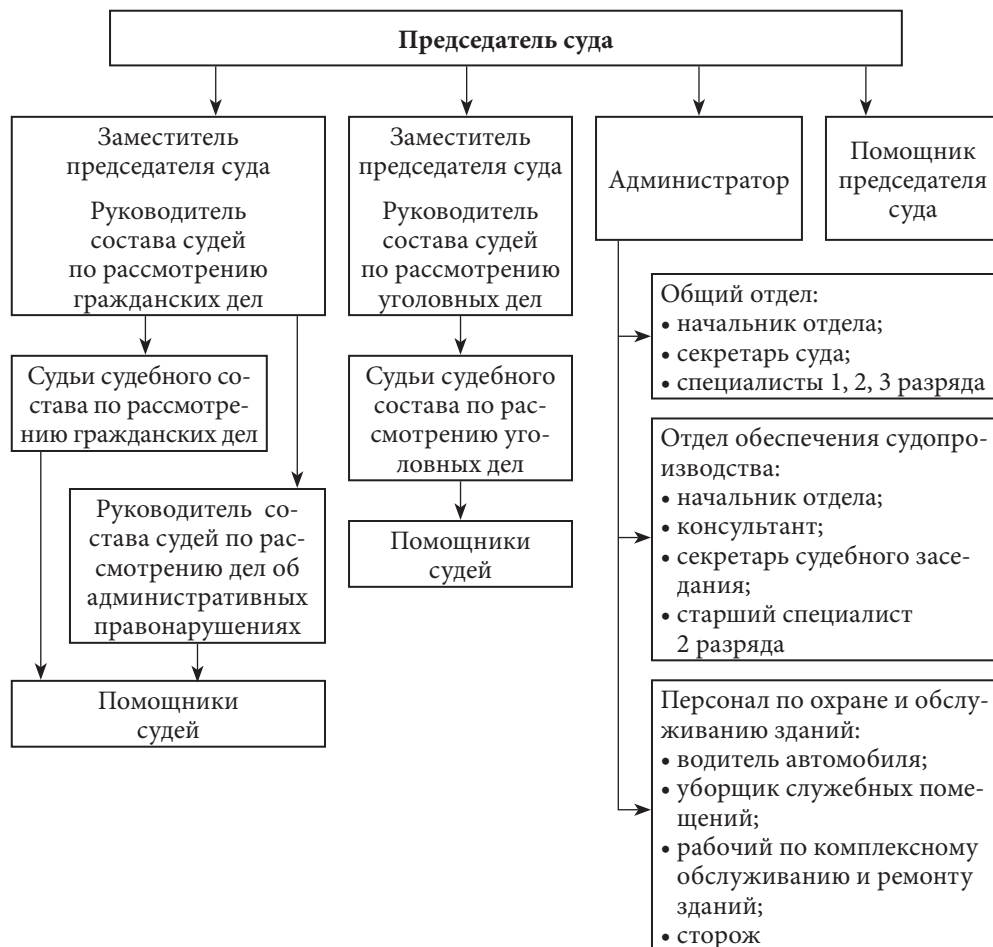 Председатель суда
Заместитель
председателя суда
Руководитель
состава судей
по рассмотрению
гражданских дел
Заместитель
председателя суда
Руководитель
состава судей
по рассмотрению
уголовных дел
Администратор
Помощник
председателя
суда
Судьи судебного со-
става по рассмотре-
нию гражданских дел
Руководитель со-
става судей по рас-
смотрению дел об
административных
правонарушениях
Помощники
судей
Судьи судебного
состава по рас-
смотрению уго-
ловных дел
Помощники
судей
Общий отдел:
• начальник отдела;
• секретарь суда;
• специалисты 1, 2, 3 разряда
Отдел обеспечения судопро-
изводства:
• начальник отдела;
• консультант;
• секретарь судебного засе-
дания;
• старший специалист
2 разряда
Персонал по охране и обслу-
живанию зданий:
• водитель автомобиля;
• уборщик служебных поме-
щений;
• рабочий по комплексному
обслуживанию и ремонту
зданий;
• сторож